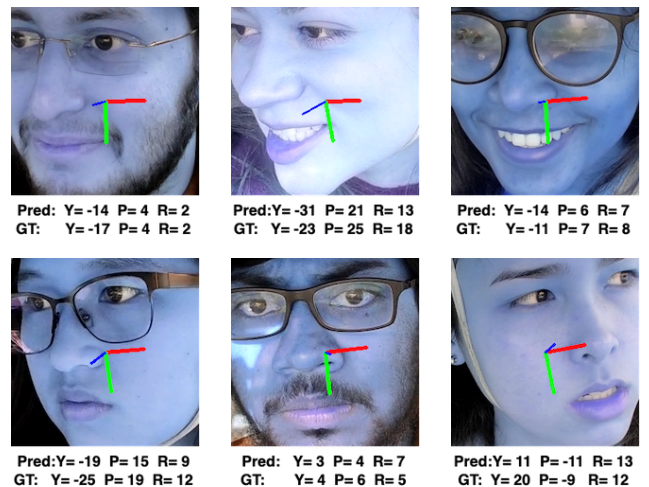 Pred: Y= -14 P= 4 R= 2
GT: Y= -17 P= 4 R= 2
Pred:Y= -31 P= 21 R= 13
GT: Y= -23 P= 25 R= 18
Pred: Y= -14 P= 6 R= 7
GT: Y= -11 P= 7 R= 8
Pred:Y= -19 P= 15 R= 9
GT: Y= -25 P= 19 R= 12
Pred: Y= 3 P= 4 R= 7
GT: Y= 4 P= 6 R= 5
Pred:Y= 11 P= -11 R= 13
GT: Y= 20 P= -9 R= 12